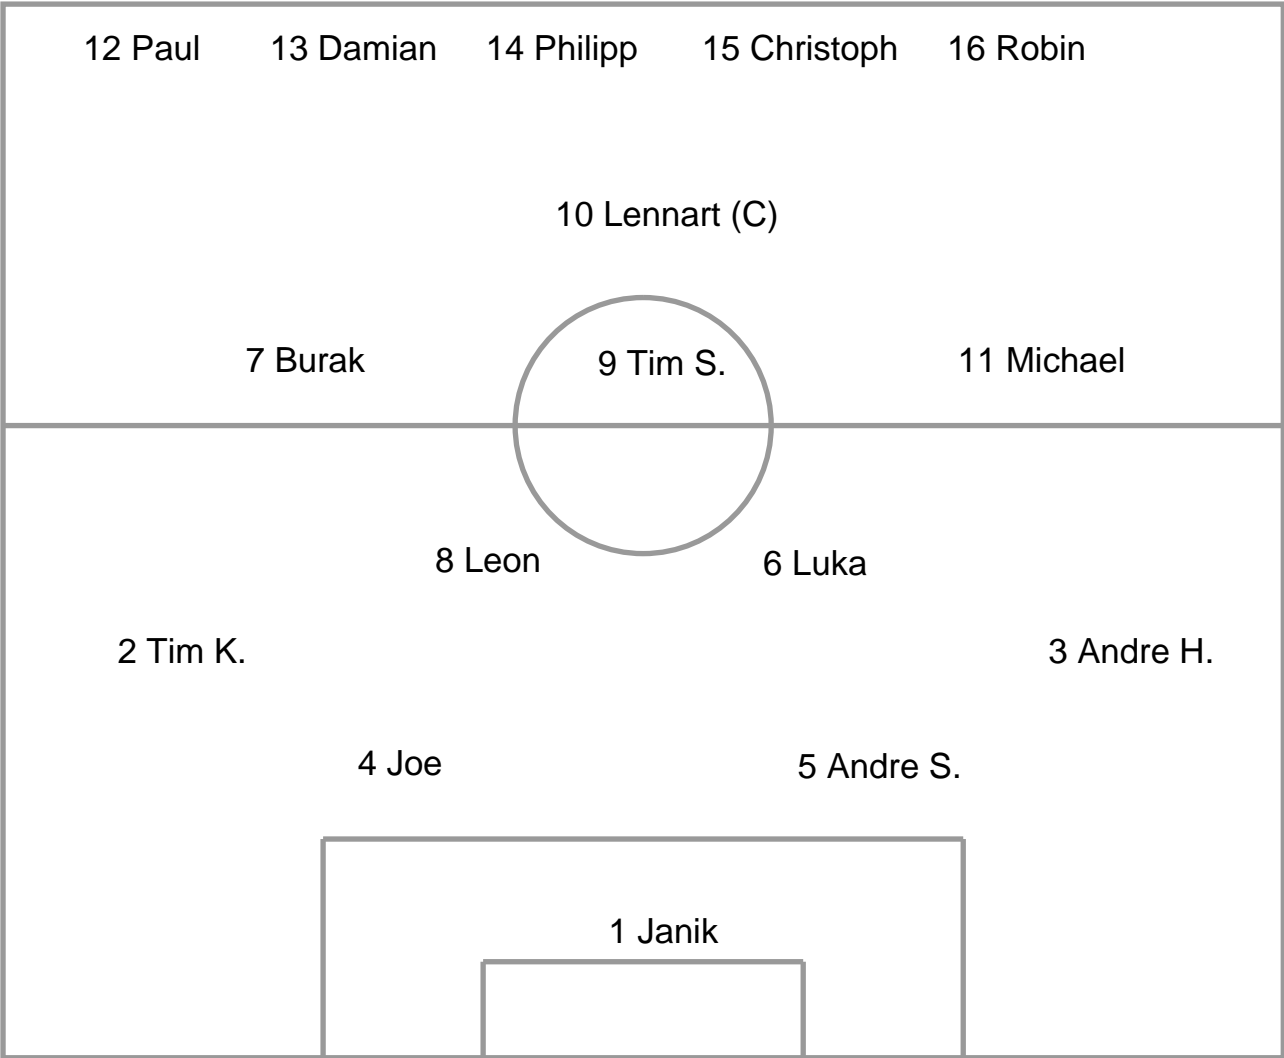 12 Paul 13 Damian 14 Philipp 15 Christoph 16 Robin
10 Lennart (C)
7 Burak 9 Tim S. 11 Michael
8 Leon 6 Luka
2 Tim K. 3 Andre H.
4 Joe 5 Andre S.
1 Janik